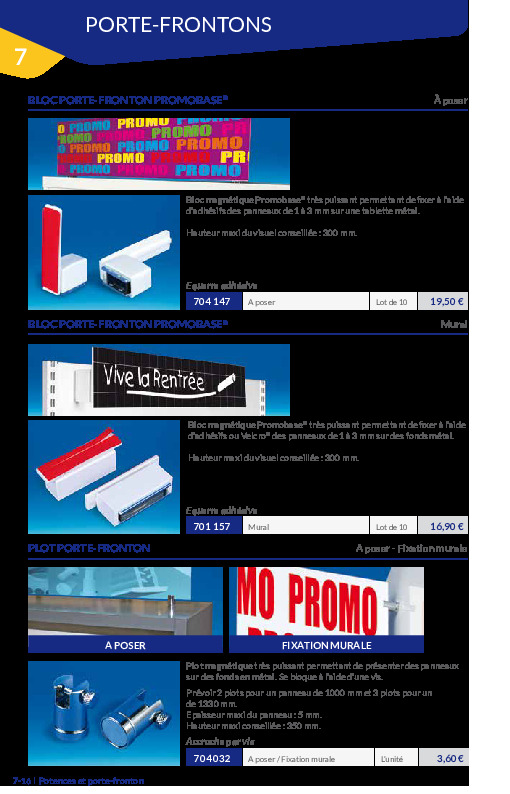 PORTE-FRONTONS
7
BLOC PORTE-FRONTON PROMOBASE® À poser
PROMO PROMO PROMO
PROMO PROMO
PROMO PROMO PROMO
PROMO PROMO PR
PROMO PROMO
Bloc magnétique Promobase® très puissant permettant de fixer à l'aide
d'adhésifs des panneaux de 1 à 3 mm sur une tablette métal.
Hauteur maxi du visuel conseillée : 300 mm.
Equerre adhésive
704 147 A poser Lot de 10 19,50 €
BLOC PORTE-FRONTON PROMOBASE® Mural
Vive la Rentrée
Bloc magnétique Promobase® très puissant permettant de fixer à l'aide
d'adhésifs ou Velcro® des panneaux de 1 à 3 mm sur des fonds métal.
Hauteur maxi du visuel conseillée : 300 mm.
Equerre adhésive
701 157 Mural Lot de 10 16,90 €
PLOT PORTE-FRONTON A poser - Fixation murale
MO PROMO
A POSER FIXATION MURALE
Plot magnétique très puissant permettant de présenter des panneaux
sur des fonds en métal. Se bloque à l'aide d'une vis.
Prévoir 2 plots pour un panneau de 1000 mm et 3 plots pour un
de 1330 mm.
Epaisseur maxi du panneau : 5 mm.
Hauteur maxi conseillée : 350 mm.
Accroche par vis
704 032 A poser / Fixation murale L'unité 3,60 €
7-16 | Potences et porte-fronton